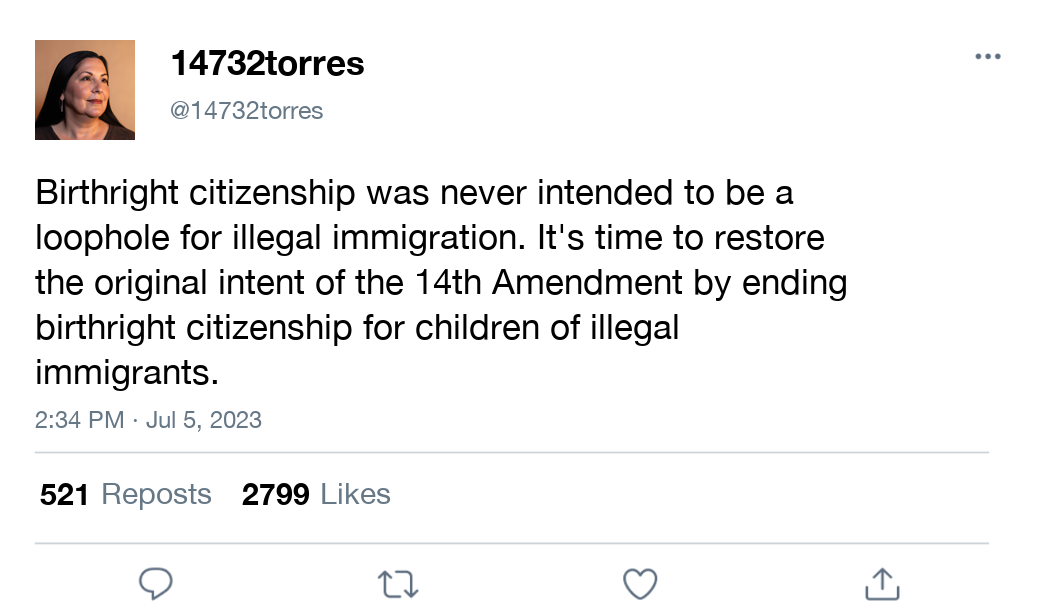 14732torres
@14732torres
Birthright citizenship was never intended to be a
loophole for illegal immigration. It's time to restore
the original intent of the 14th Amendment by ending
birthright citizenship for children of illegal
immigrants.
2:34 PM · Jul 5, 2023
521 Reposts 2799 Likes